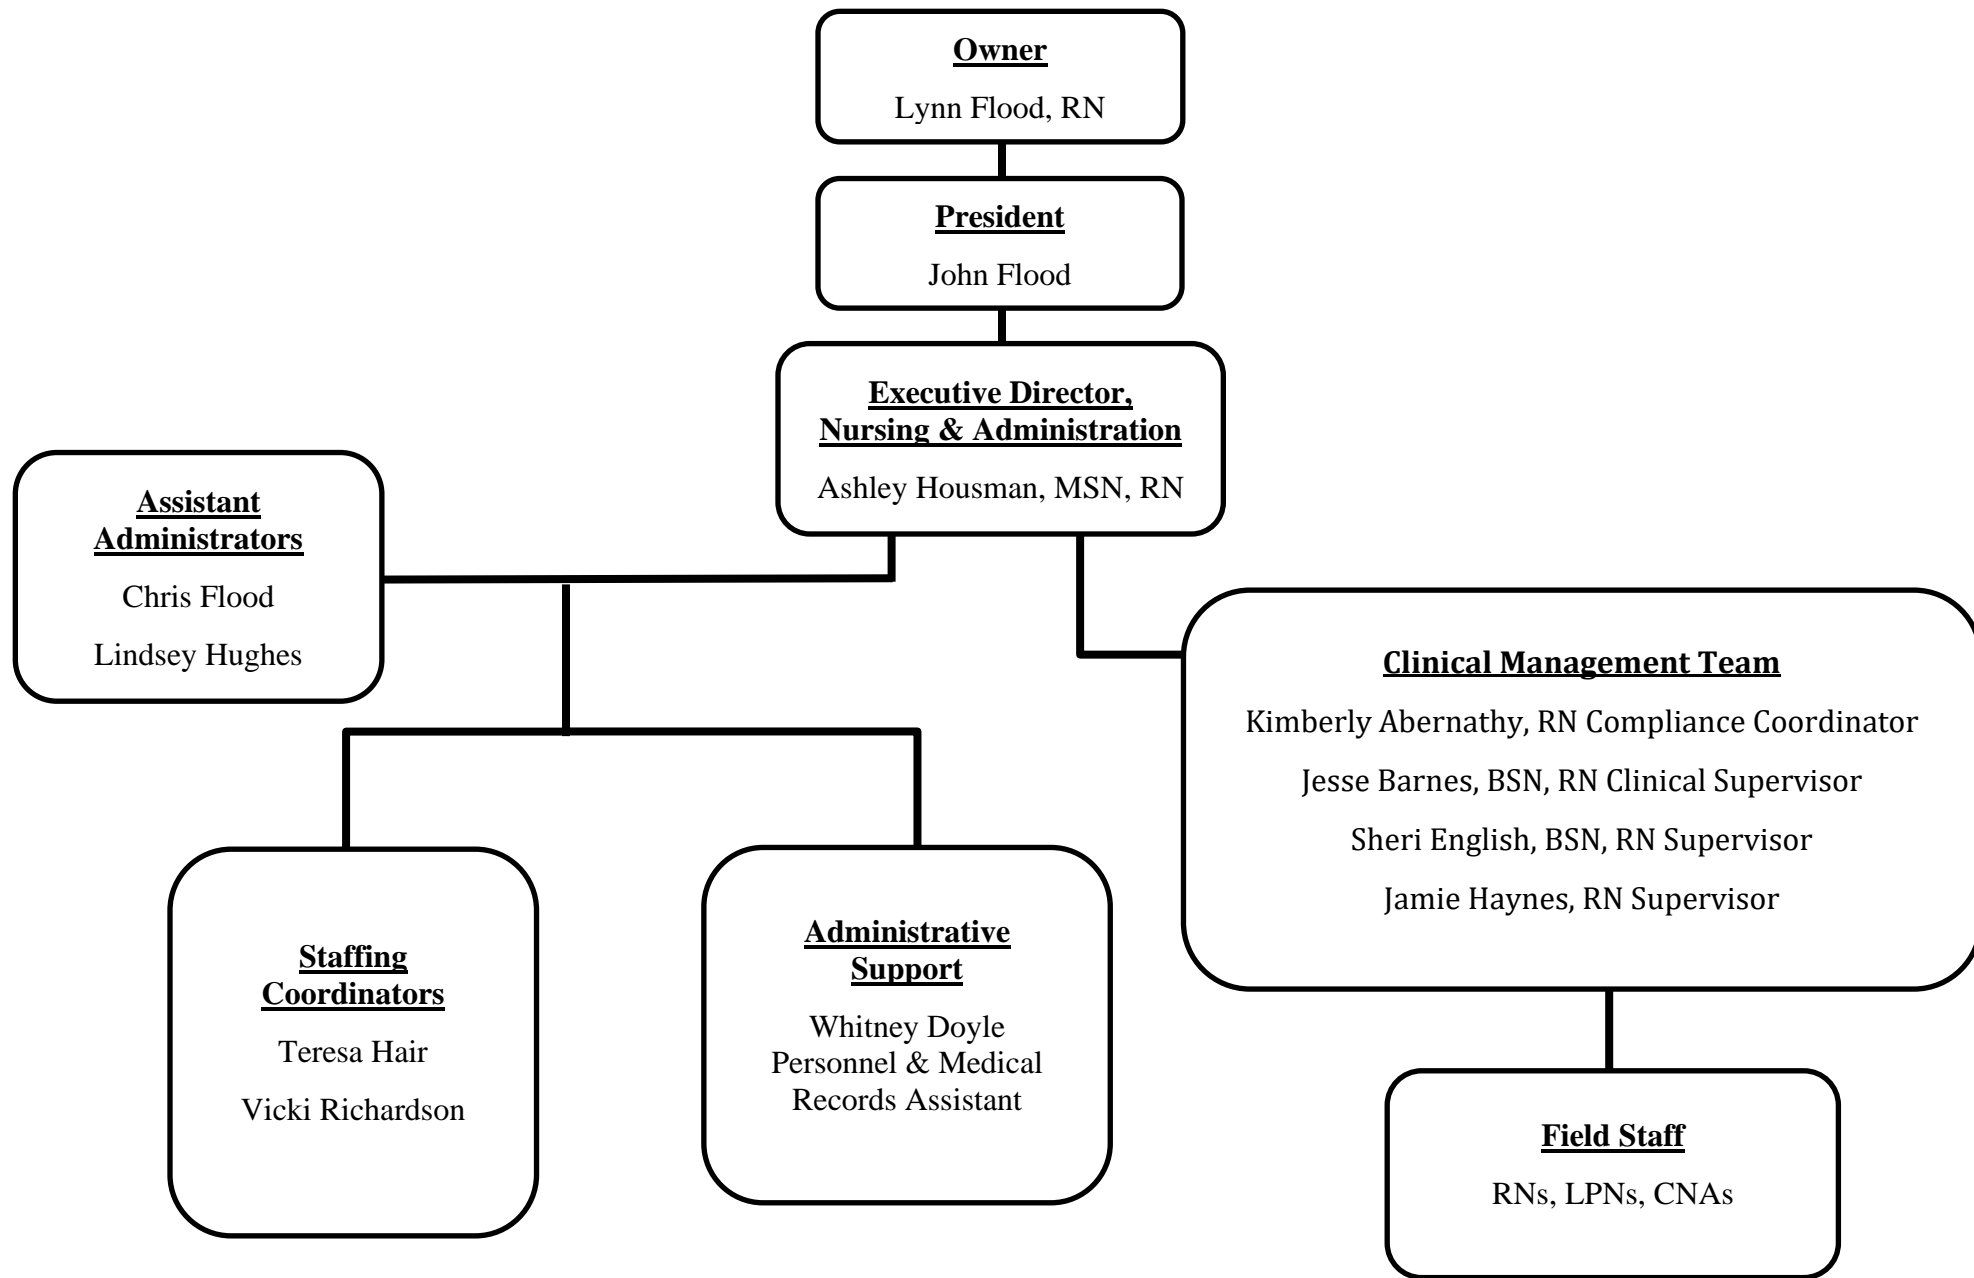 Owner
Lynn Flood, RN
President
John Flood
Executive Director,
Nursing & Administration
Ashley Housman, MSN, RN
Assistant
Administrators
Chris Flood
Lindsey Hughes
Clinical Management Team
Kimberly Abernathy, RN Compliance Coordinator
Jesse Barnes, BSN, RN Clinical Supervisor
Sheri English, BSN, RN Supervisor
Jamie Haynes, RN Supervisor
Staffing
Coordinators
Teresa Hair
Vicki Richardson
Administrative
Support
Whitney Doyle
Personnel & Medical
Records Assistant
Field Staff
RNs, LPNs, CNAs